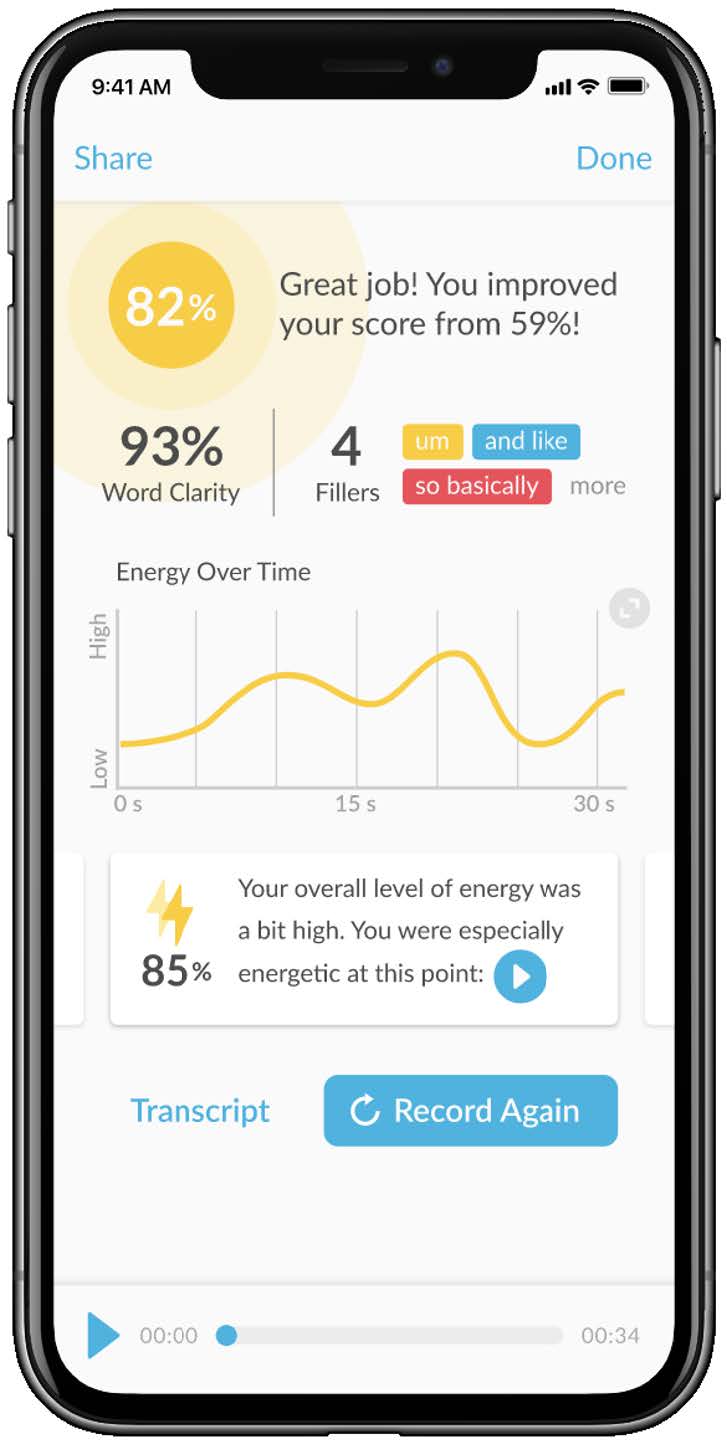 9:41 AM
Share
Done
82%
Great job! You improved
your score from 59%!
93%
Word Clarity
4
Fillers
um
and like
so basically
more
Energy Over Time
High
Low
0 s
15 s
30 s
85%
Your overall level of energy was
a bit high. You were especially
energetic at this point:
Transcript
Record Again
00:00
00:34